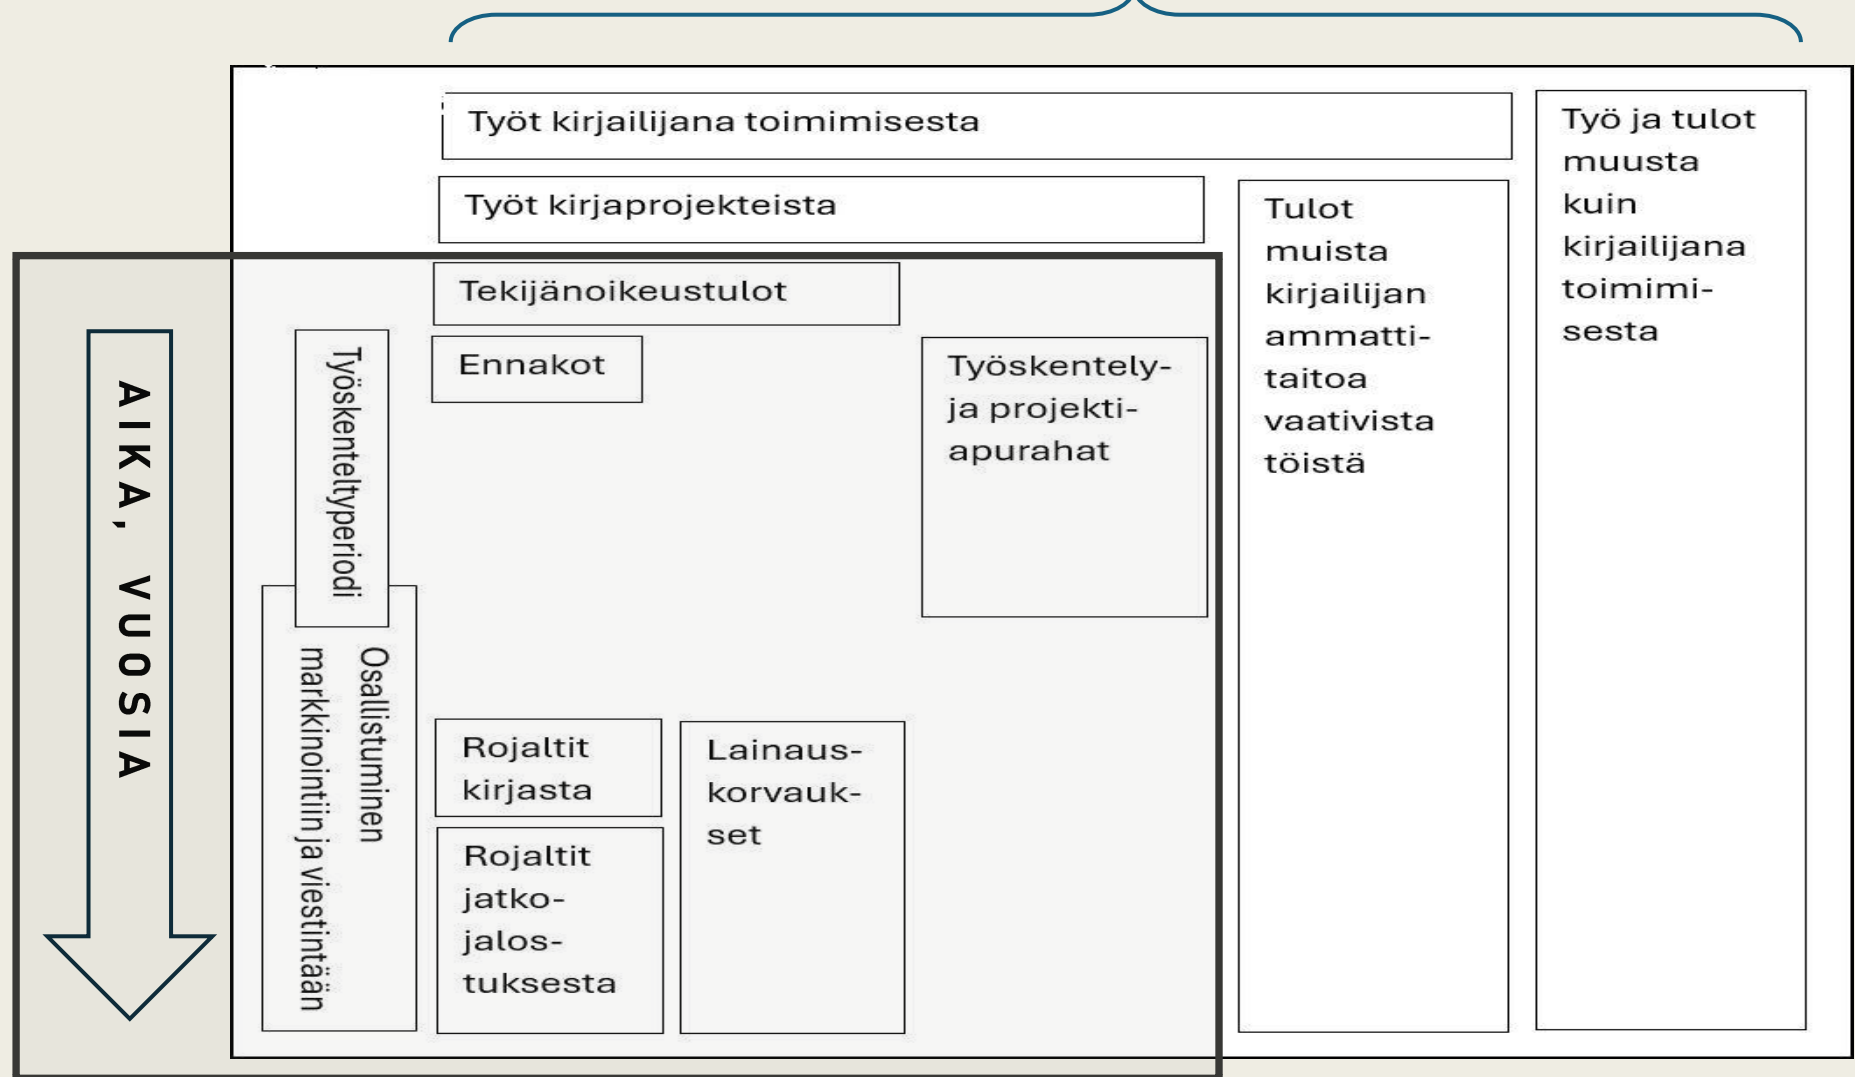 Työt kirjailijana toimimisesta
Työ ja tulot
muusta
kuin
kirjailijana
toimimi-
sesta
Työt kirjaprojekteista
Tulot
muista
kirjailijan
ammatti-
taitoa
vaativista
töistä
Tekijänoikeustulot
AIKA, VUOSIA
Työskenteltyperiodi
Ennakot
Työskentely-
ja projekti-
apurahat
Osallistuminen
markkinointiin ja viestintään
Rojaltit
kirjasta
Lainaus-
korvauk-
set
Rojaltit
jatko-
jalos-
tuksesta